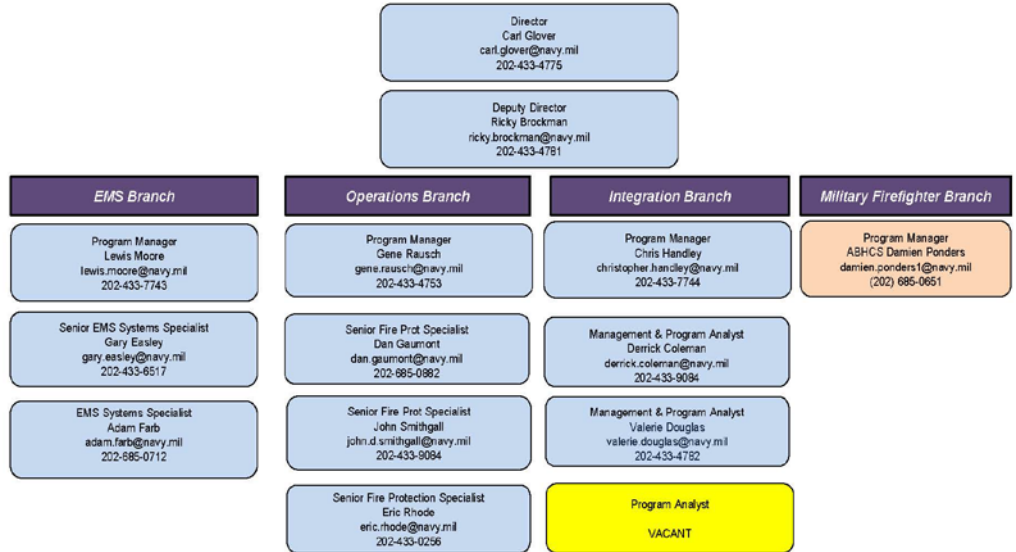 Director
Carl Glover
carl.glover@navy.mil
202-433-4775
Deputy Director
Ricky Brockman
ricky.brockman@navy.mil
202-433-4781
EMS Branch
Program Manager
Lewis Moore
lewis.moore@navy.mil
202-433-7743
Senior EMS Systems Specialist
Gary Easley
gary.easley@navy.mil
202-433-6517
EMS Systems Specialist
Adam Farb
adam.farb@navy.mil
202-685-0712
Operations Branch
Program Manager
Gene Rausch
gene.rausch@navy.mil
202-433-4753
Senior Fire Prot Specialist
Dan Gaumont
dan.gaumont@navy.mil
202-685-0882
Senior Fire Prot Specialist
John Smithgall
john.d.smithgall@navy.mil
202-433-9084
Senior Fire Protection Specialist
Eric Rhode
eric.rhode@navy.mil
202-433-0256
Integration Branch
Program Manager
Chris Handley
christopher.handley@navy.mil
202-433-7744
Management & Program Analyst
Derrick Coleman
derrick.coleman@navy.mil
202-433-9084
Management & Program Analyst
Valerie Douglas
valerie.douglas@navy.mil
202-433-4782
Program Analyst
VACANT
Military Firefighter Branch
Program Manager
ABHCS Damien Ponders
damien.ponders1@navy.mil
(202) 685-0651